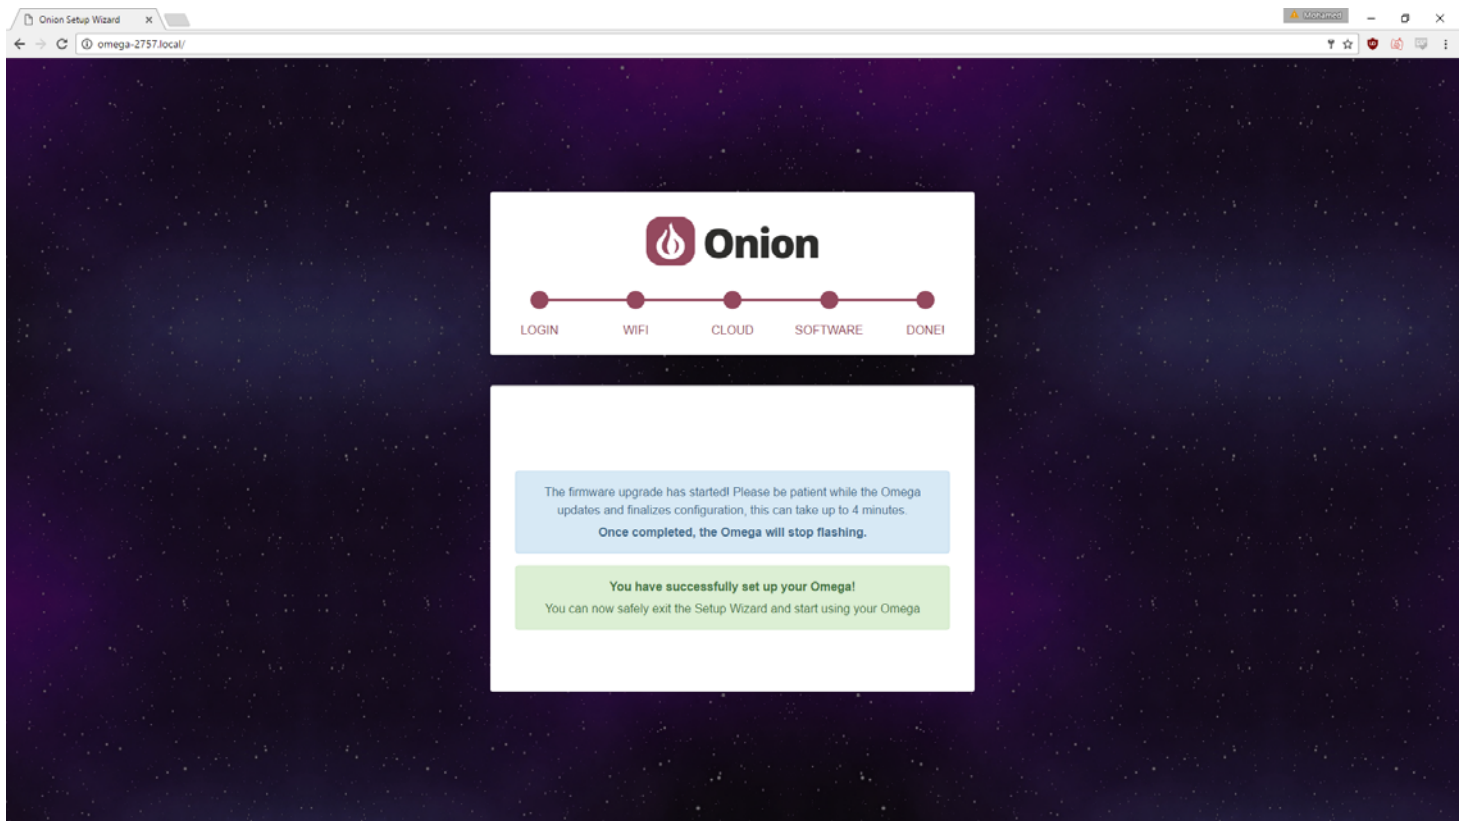 Onion Setup Wizard
Mohamed
omega-2757.local/
Onion
LOGIN
WIFI
CLOUD
SOFTWARE
DONE!
The firmware upgrade has started! Please be patient while the Omega
updates and finalizes configuration, this can take up to 4 minutes.
Once completed, the Omega will stop flashing.
You have successfully set up your Omega!
You can now safely exit the Setup Wizard and start using your Omega